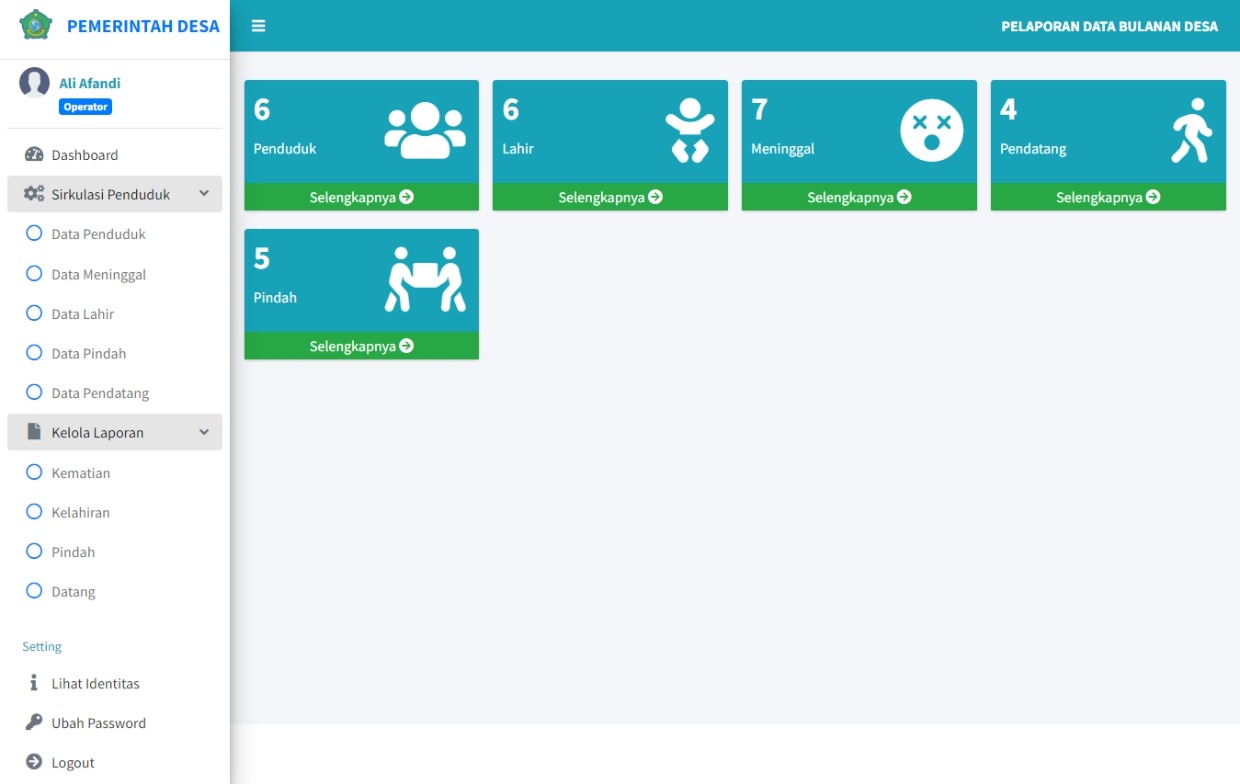 PEMERINTAH DESA
PELAPORAN DATA BULANAN DESA
Ali Afandi
Operator
Dashboard
Sirkulasi Penduduk
Data Penduduk
Data Meninggal
Data Lahir
Data Pindah
Data Pendatang
Kelola Laporan
Kematian
Kelahiran
Pindah
Datang
Setting
Lihat Identitas
Ubah Password
Logout
6
Penduduk
Selengkapnya
6
Lahir
Selengkapnya
7
Meninggal
Selengkapnya
4
Pendatang
Selengkapnya
5
Pindah
Selengkapnya